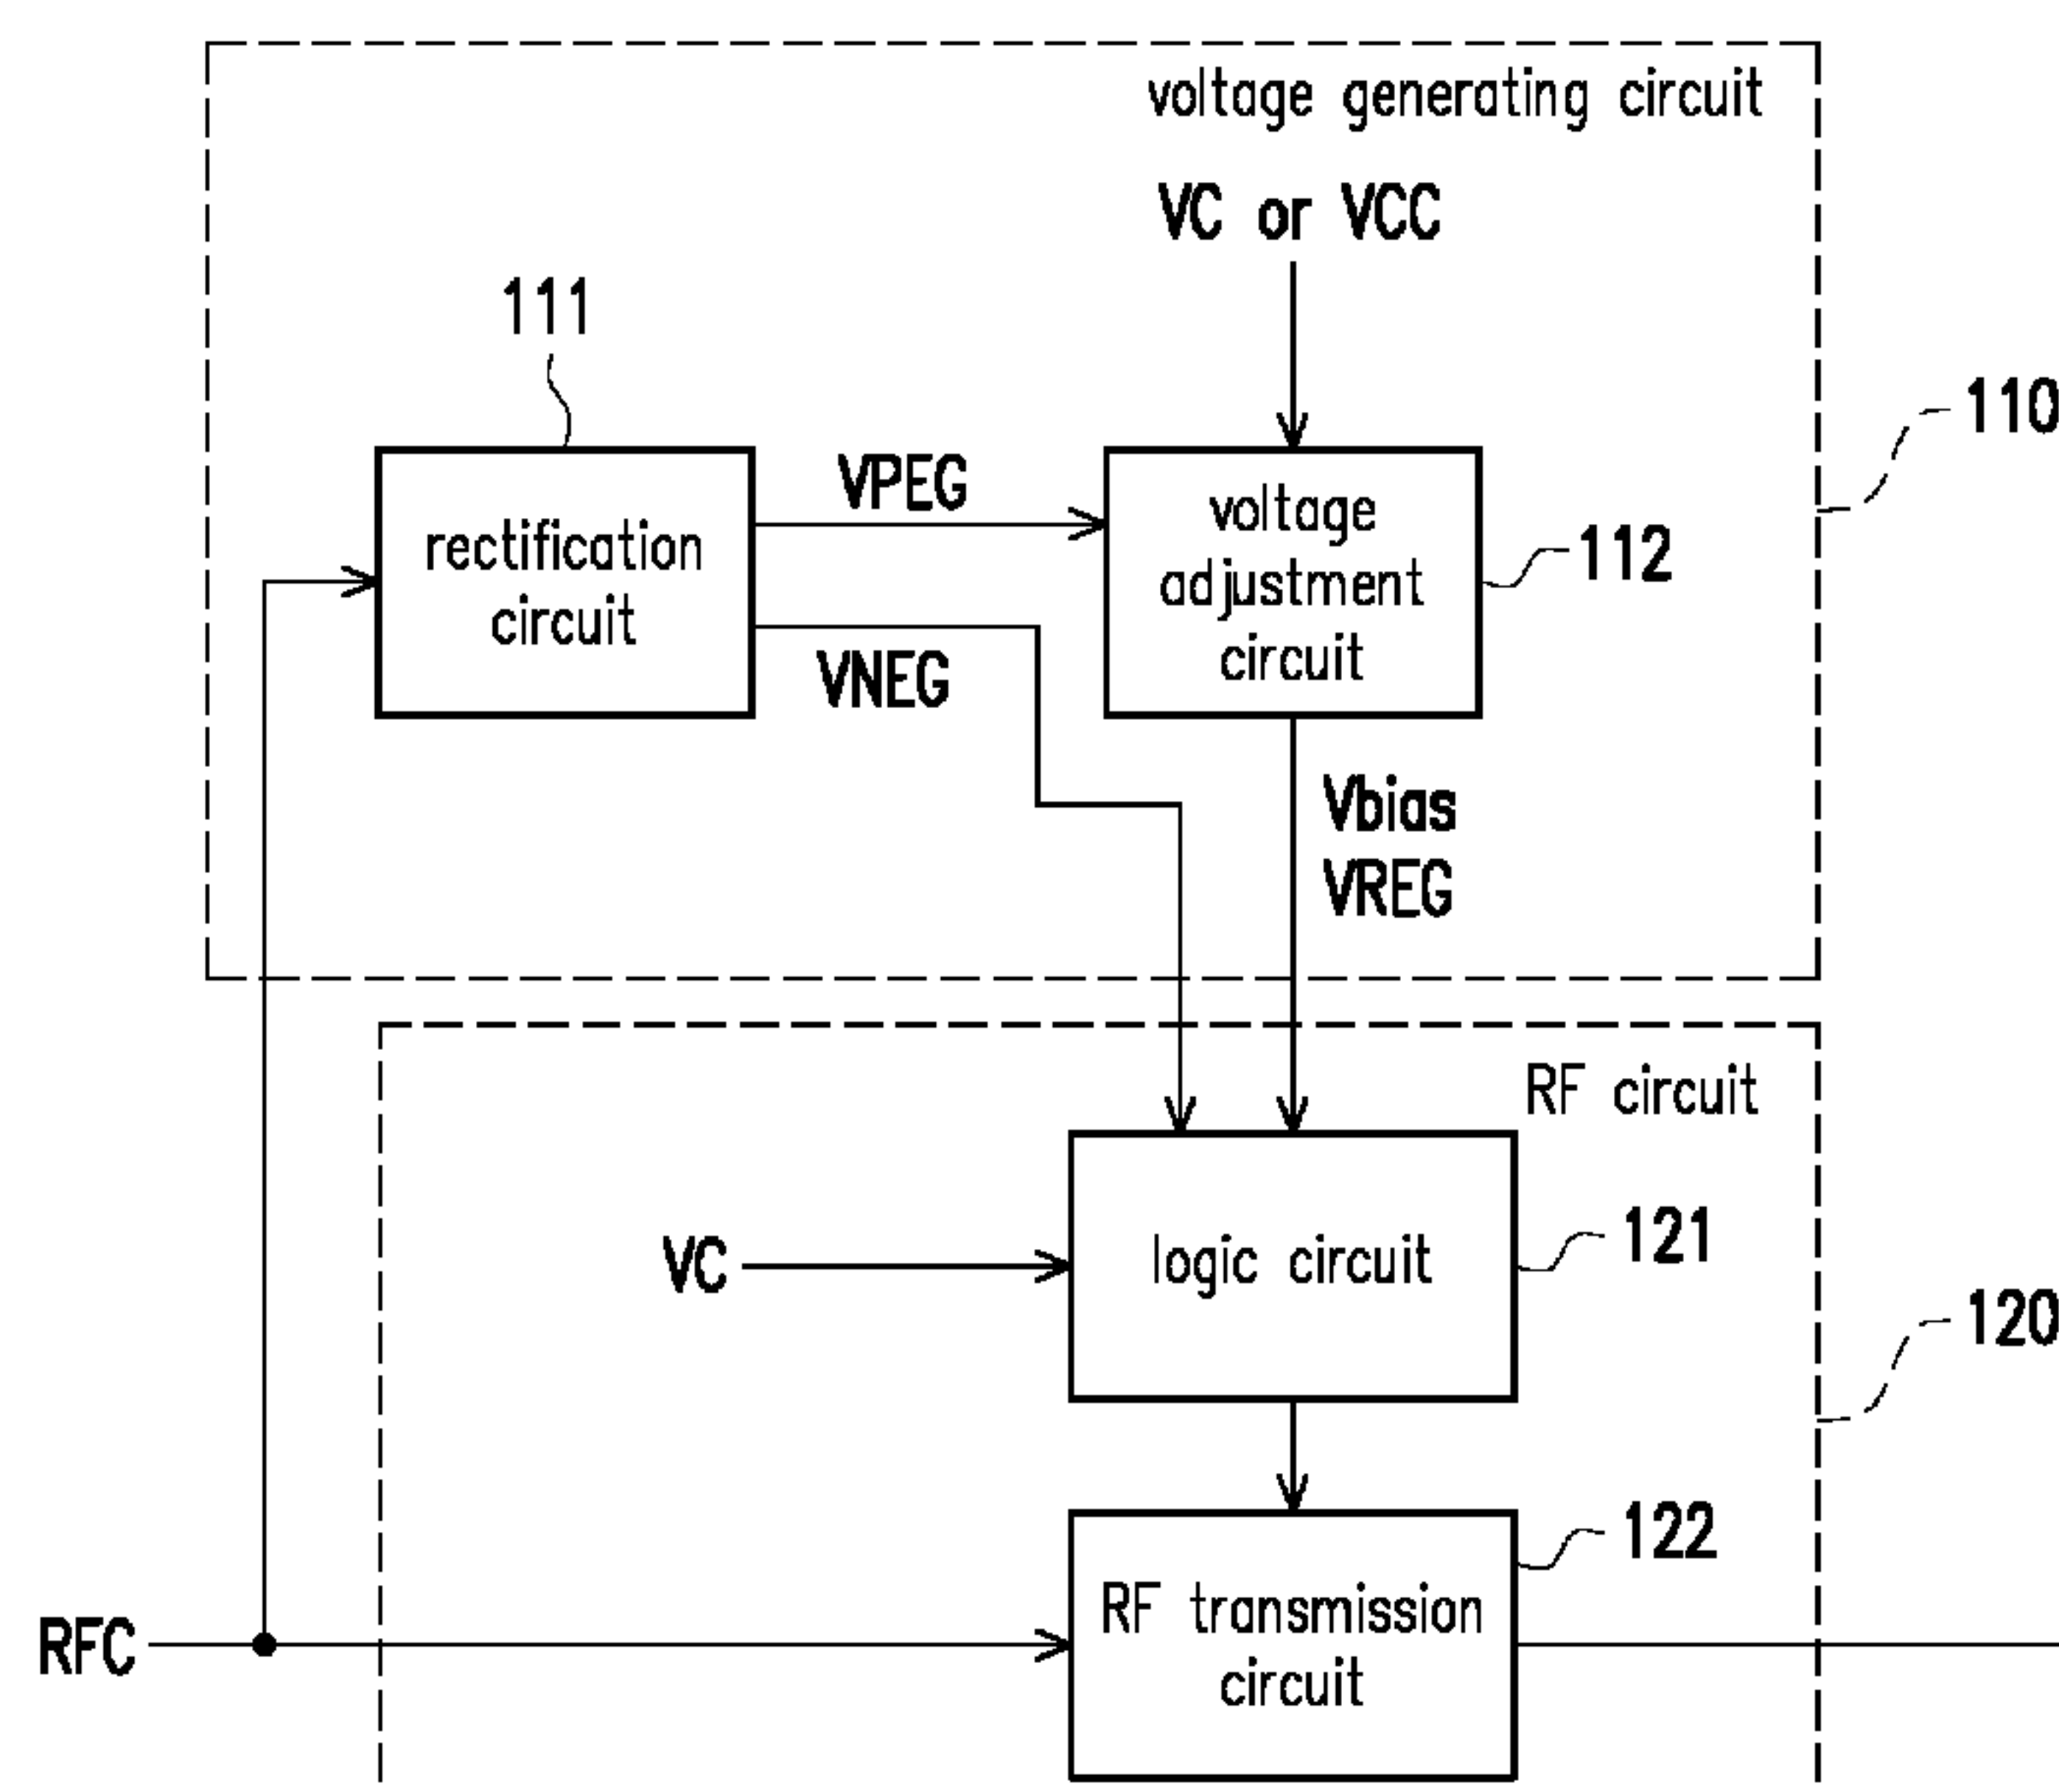 voltage generating circuit
VC or VCC
111
110
VPEG
rectification
circuit
voltage
adjustment
circuit
112
VNEG
Vbias
VREG
RF circuit
VC
logic circuit
121
120
122
RFC
RF transmission
circuit